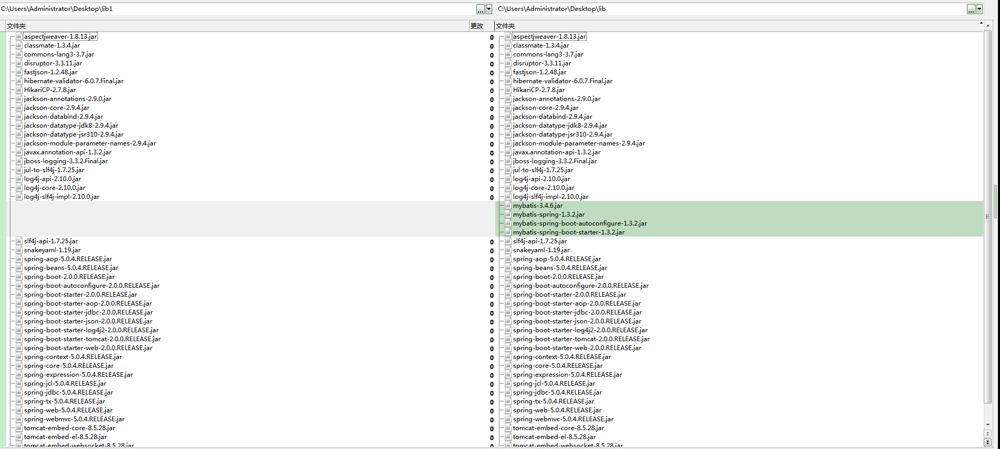 C:\Users\Administrator\Desktop\lib1
...
C:\Users\Administrator\Desktop\lib
...
文件夹
更改
文件夹
aspectjweaver-1.8.13.jar 0 aspectjweaver-1.8.13.jar
classmate-1.3.4.jar 0 classmate-1.3.4.jar
commons-lang3-3.7.jar 0 commons-lang3-3.7.jar
disruptor-3.3.11.jar 0 disruptor-3.3.11.jar
fastjson-1.2.48.jar 0 fastjson-1.2.48.jar
hibernate-validator-6.0.7.Final.jar 0 hibernate-validator-6.0.7.Final.jar
HikariCP-2.7.8.jar 0 HikariCP-2.7.8.jar
jackson-annotations-2.9.0.jar 0 jackson-annotations-2.9.0.jar
jackson-core-2.9.4.jar 0 jackson-core-2.9.4.jar
jackson-databind-2.9.4.jar 0 jackson-databind-2.9.4.jar
jackson-datatype-jdk8-2.9.4.jar 0 jackson-datatype-jdk8-2.9.4.jar
jackson-datatype-jsr310-2.9.4.jar 0 jackson-datatype-jsr310-2.9.4.jar
jackson-module-parameter-names-2.9.4.jar 0 jackson-module-parameter-names-2.9.4.jar
javax.annotation-api-1.3.2.jar 0 javax.annotation-api-1.3.2.jar
jboss-logging-3.3.2.Final.jar 0 jboss-logging-3.3.2.Final.jar
jul-to-slf4j-1.7.25.jar 0 jul-to-slf4j-1.7.25.jar
log4j-api-2.10.0.jar 0 log4j-api-2.10.0.jar
log4j-core-2.10.0.jar 0 log4j-core-2.10.0.jar
log4j-slf4j-impl-2.10.0.jar 0 log4j-slf4j-impl-2.10.0.jar
mybatis-3.4.6.jar
mybatis-spring-1.3.2.jar
mybatis-spring-boot-autoconfigure-1.3.2.jar
mybatis-spring-boot-starter-1.3.2.jar
slf4j-api-1.7.25.jar 0 slf4j-api-1.7.25.jar
snakeyaml-1.19.jar 0 snakeyaml-1.19.jar
spring-aop-5.0.4.RELEASE.jar 0 spring-aop-5.0.4.RELEASE.jar
spring-beans-5.0.4.RELEASE.jar 0 spring-beans-5.0.4.RELEASE.jar
spring-boot-2.0.0.RELEASE.jar 0 spring-boot-2.0.0.RELEASE.jar
spring-boot-autoconfigure-2.0.0.RELEASE.jar 0 spring-boot-autoconfigure-2.0.0.RELEASE.jar
spring-boot-starter-2.0.0.RELEASE.jar 0 spring-boot-starter-2.0.0.RELEASE.jar
spring-boot-starter-aop-2.0.0.RELEASE.jar 0 spring-boot-starter-aop-2.0.0.RELEASE.jar
spring-boot-starter-jdbc-2.0.0.RELEASE.jar 0 spring-boot-starter-jdbc-2.0.0.RELEASE.jar
spring-boot-starter-json-2.0.0.RELEASE.jar 0 spring-boot-starter-json-2.0.0.RELEASE.jar
spring-boot-starter-log4j2-2.0.0.RELEASE.jar 0 spring-boot-starter-log4j2-2.0.0.RELEASE.jar
spring-boot-starter-tomcat-2.0.0.RELEASE.jar 0 spring-boot-starter-tomcat-2.0.0.RELEASE.jar
spring-boot-starter-web-2.0.0.RELEASE.jar 0 spring-boot-starter-web-2.0.0.RELEASE.jar
spring-context-5.0.4.RELEASE.jar 0 spring-context-5.0.4.RELEASE.jar
spring-core-5.0.4.RELEASE.jar 0 spring-core-5.0.4.RELEASE.jar
spring-expression-5.0.4.RELEASE.jar 0 spring-expression-5.0.4.RELEASE.jar
spring-jcl-5.0.4.RELEASE.jar 0 spring-jcl-5.0.4.RELEASE.jar
spring-jdbc-5.0.4.RELEASE.jar 0 spring-jdbc-5.0.4.RELEASE.jar
spring-tx-5.0.4.RELEASE.jar 0 spring-tx-5.0.4.RELEASE.jar
spring-web-5.0.4.RELEASE.jar 0 spring-web-5.0.4.RELEASE.jar
spring-webmvc-5.0.4.RELEASE.jar 0 spring-webmvc-5.0.4.RELEASE.jar
tomcat-embed-core-8.5.28.jar 0 tomcat-embed-core-8.5.28.jar
tomcat-embed-el-8.5.28.jar 0 tomcat-embed-el-8.5.28.jar
tomcat-embed-websocket-8.5.28.jar 0 tomcat-embed-websocket-8.5.28.jar